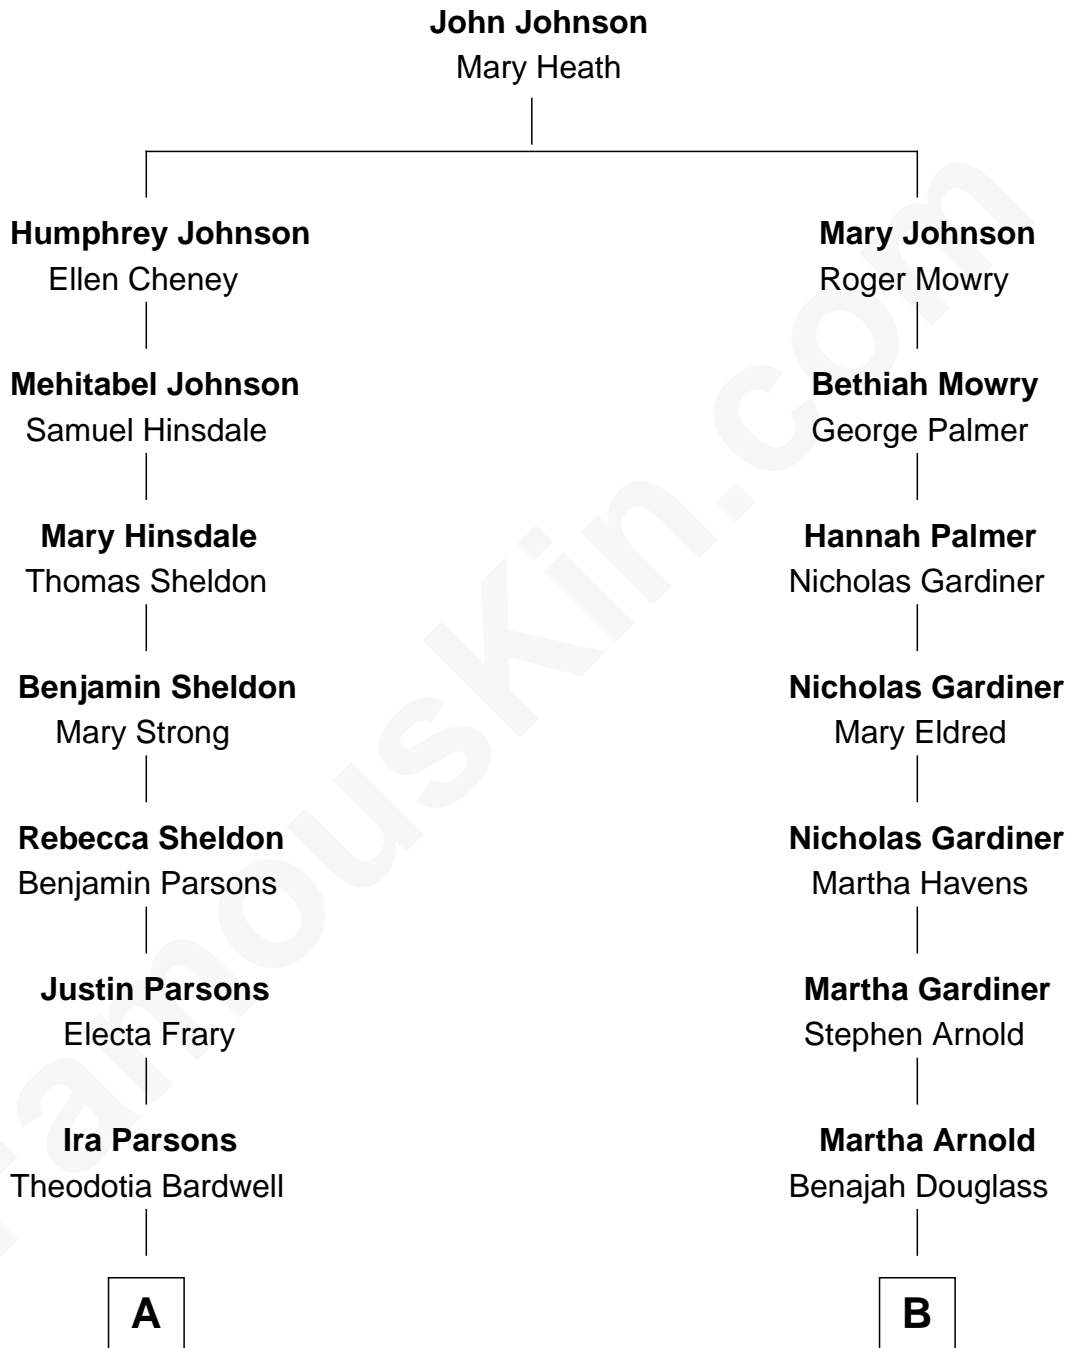 John Johnson
Mary Heath
Humphrey Johnson
Ellen Cheney
Mary Johnson
Roger Mowry
Mehitabel Johnson
Samuel Hinsdale
Bethiah Mowry
George Palmer
Mary Hinsdale
Thomas Sheldon
Hannah Palmer
Nicholas Gardiner
Benjamin Sheldon
Mary Strong
Nicholas Gardiner
Mary Eldred
Rebecca Sheldon
Benjamin Parsons
Nicholas Gardiner
Martha Havens
Justin Parsons
Electa Frary
Martha Gardiner
Stephen Arnold
Ira Parsons
Theodotia Bardwell
Martha Arnold
Benajah Douglass
A
B
FamousKin.com